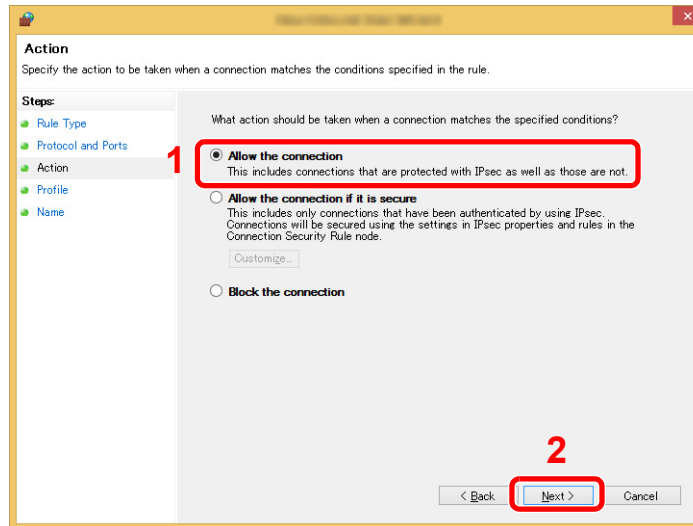 Action
Specify the action to be taken when a connection matches the conditions specified in the rule.
Steps:
Rule Type
Protocol and Ports
Action
Profile
Name
What action should be taken when a connection matches the specified conditions?
1
Allow the connection
This includes connections that are protected with IPsec as well as those are not.
Allow the connection if it is secure
This includes only connections that have been authenticated by using IPsec.
Connections will be secured using the settings in IPsec properties and rules in the
Connection Security Rule node.
Customize...
Block the connection
2
< Back
Next >
Cancel